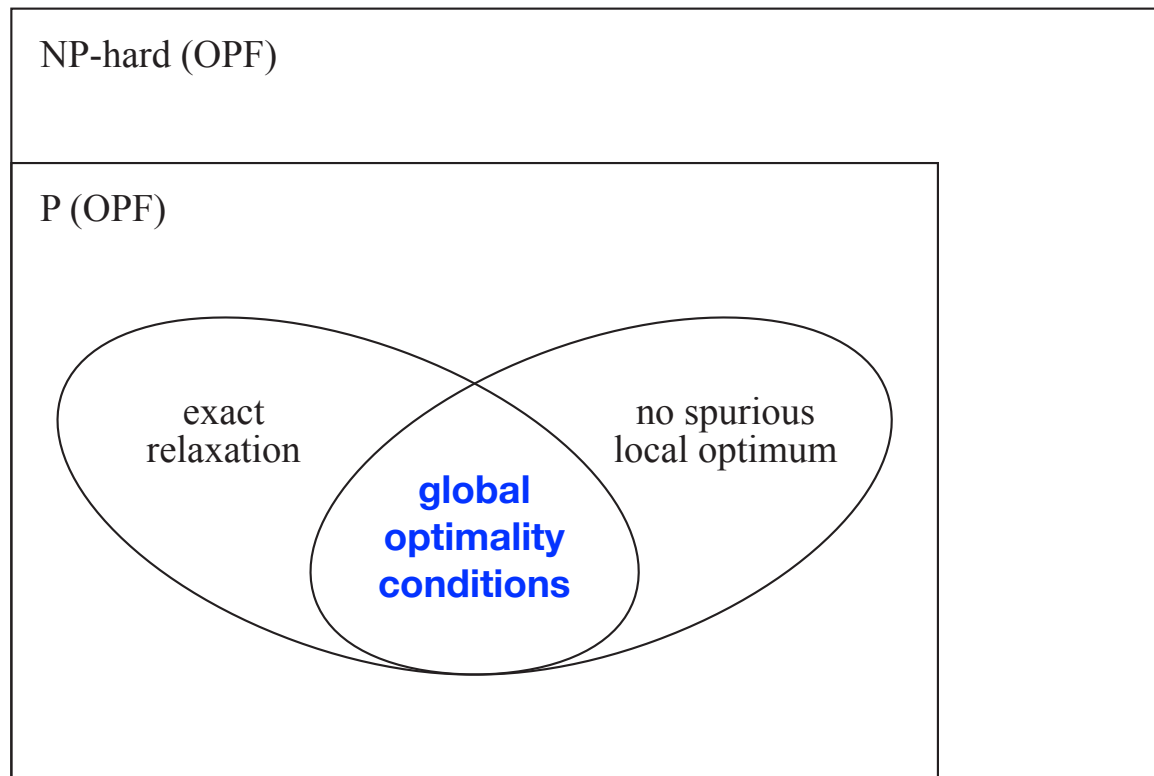 NP-hard (OPF)
P (OPF)
exact
relaxation
no spurious
local optimum
global
optimality
conditions